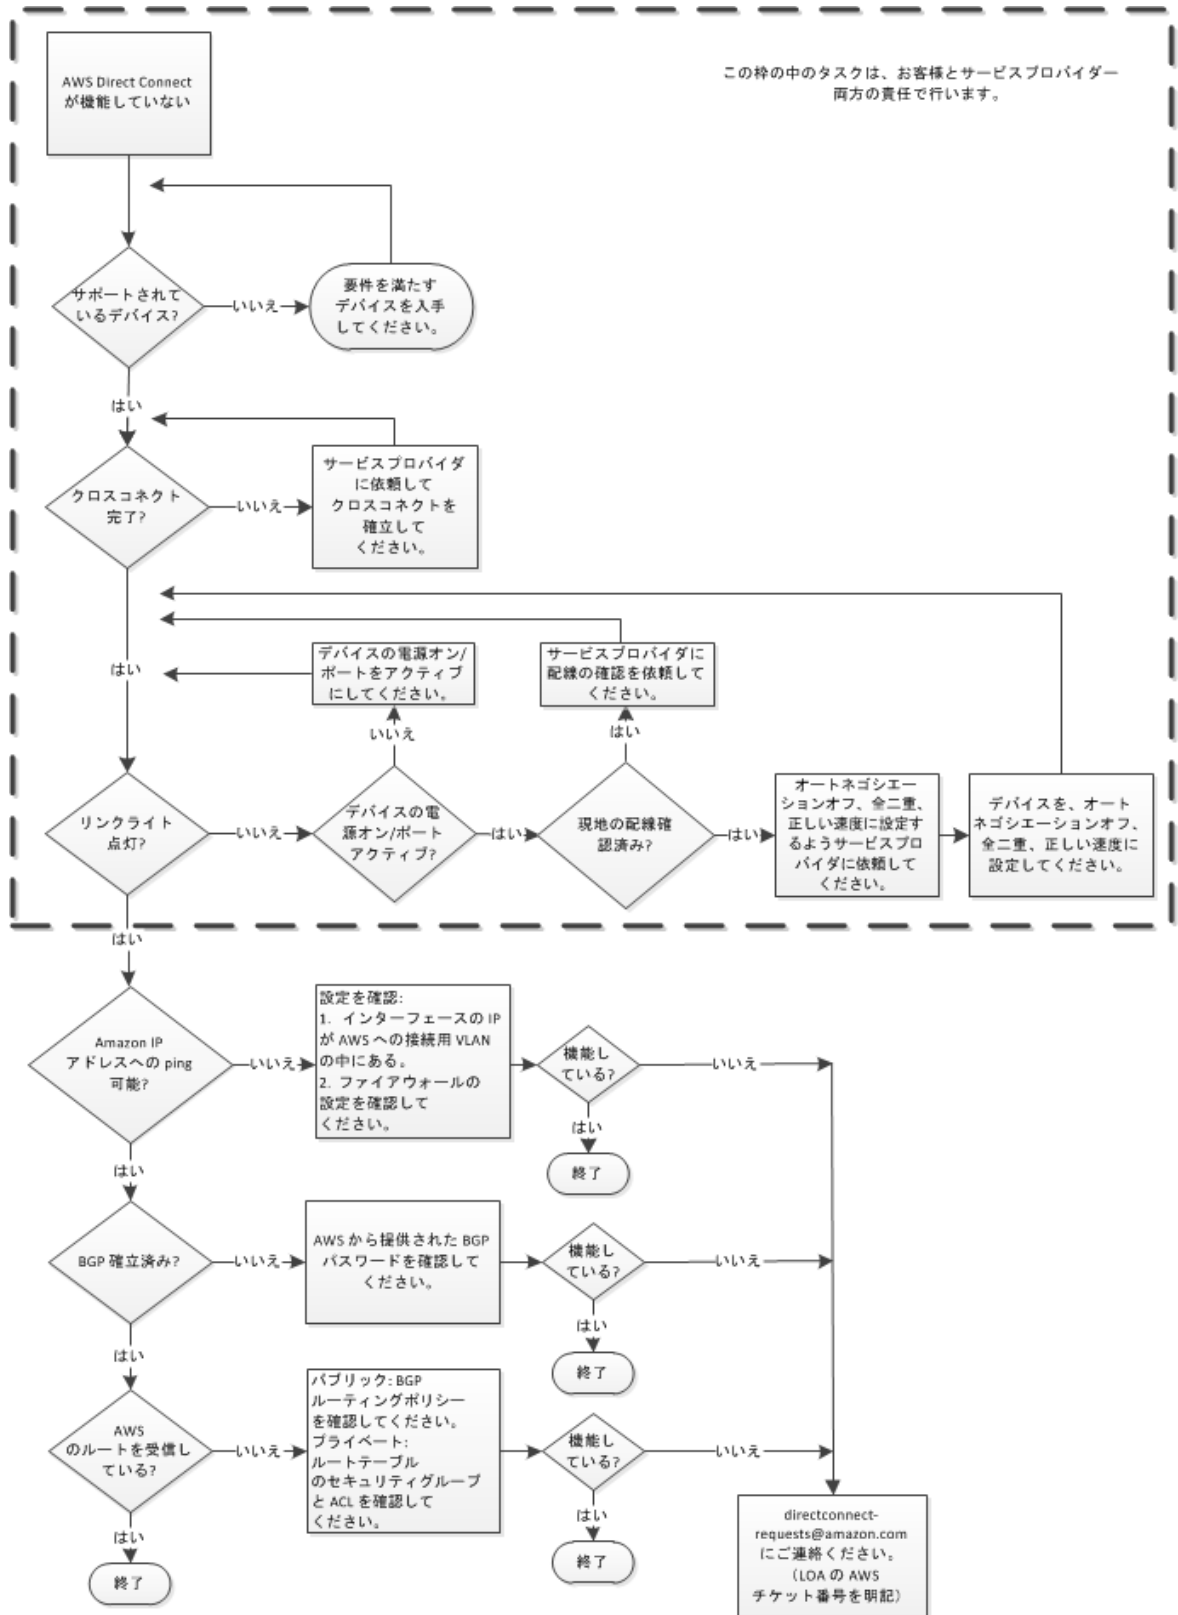 AWS Direct Connect
が機能していない
この枠の中のタスクは、お客様とサービスプロバイダー
両方の責任で行います。
サポートされて
いるデバイス?
いいえ
要件を満たす
デバイスを入手
してください。
はい
クロスコネクト
完了?
いいえ
サービスプロバイダ
に依頼して
クロスコネクトを
確立して
ください。
はい
デバイスの電源オン/
ポートをアクティブ
にしてください。
サービスプロバイダに
配線の確認を依頼して
ください。
いいえ
はい
リンクライト
点灯?
いいえ
デバイスの電
源オン/ポート
アクティブ?
はい
現地の配線確
認済み?
はい
オートネゴシエー
ションオフ、全二重、
正しい速度に設定す
るようサービスプロ
バイダに依頼して
ください。
デバイスを、オート
ネゴシエーションオフ、
全二重、正しい速度に
設定してください。
はい
Amazon IP
アドレスへの ping
可能?
いいえ
設定を確認:
1. インターフェースの IP
が AWS への接続用 VLAN
の中にある。
2. ファイアウォールの
設定を確認して
ください。
機能し
ている?
いいえ
はい
終了
はい
BGP 確立済み?
いいえ
AWS から提供された BGP
パスワードを確認して
ください。
機能し
ている?
いいえ
はい
終了
はい
AWS
のルートを受信し
ている?
いいえ
パブリック: BGP
ルーティングポリシー
を確認してください。
プライベート:
ルートテーブル
のセキュリティグループ
と ACL を確認して
ください。
機能し
ている?
いいえ
はい
終了
はい
終了
directconnect-
requests@amazon.com
にご連絡ください。
（LOA の AWS
チケット番号を明記）